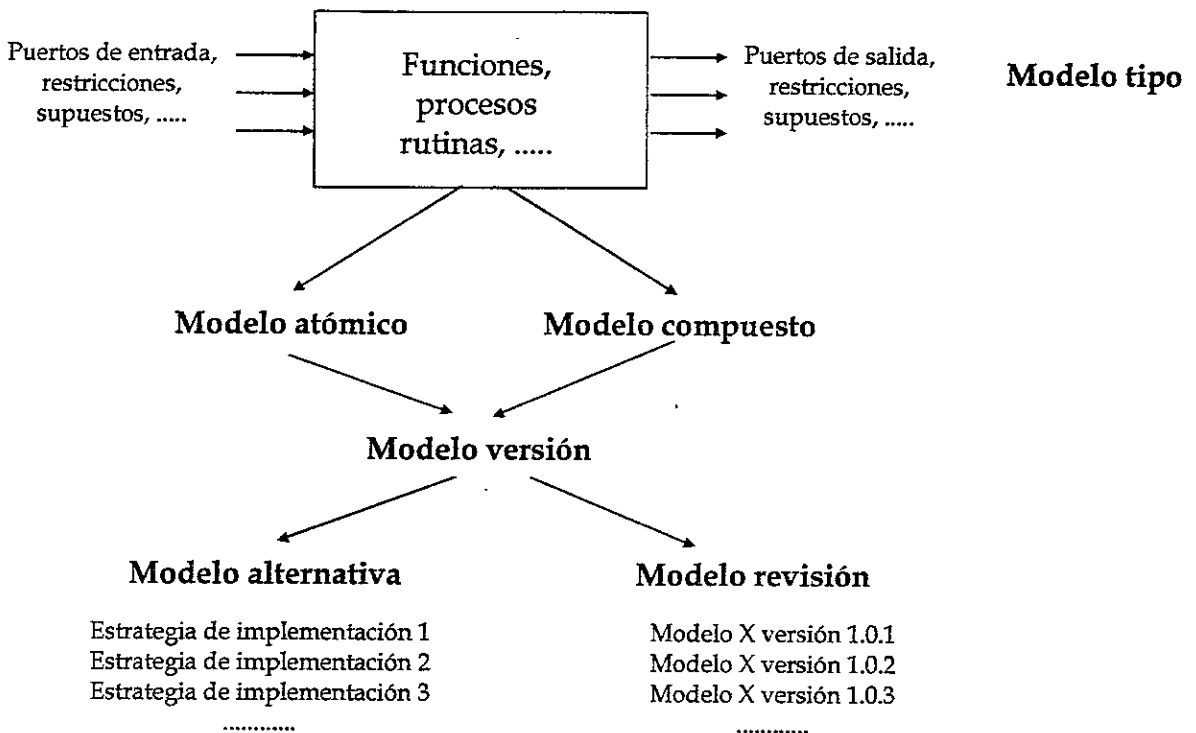 Puertos de entrada,
restricciones,
supuestos, .....
Funciones,
procesos
rutinas, .....
Puertos de salida,
restricciones,
supuestos, .....
Modelo tipo
Modelo atómico
Modelo compuesto
Modelo versión
Modelo alternativa
Estrategia de implementación 1
Estrategia de implementación 2
Estrategia de implementación 3
............
Modelo revisión
Modelo X versión 1.0.1
Modelo X versión 1.0.2
Modelo X versión 1.0.3
............